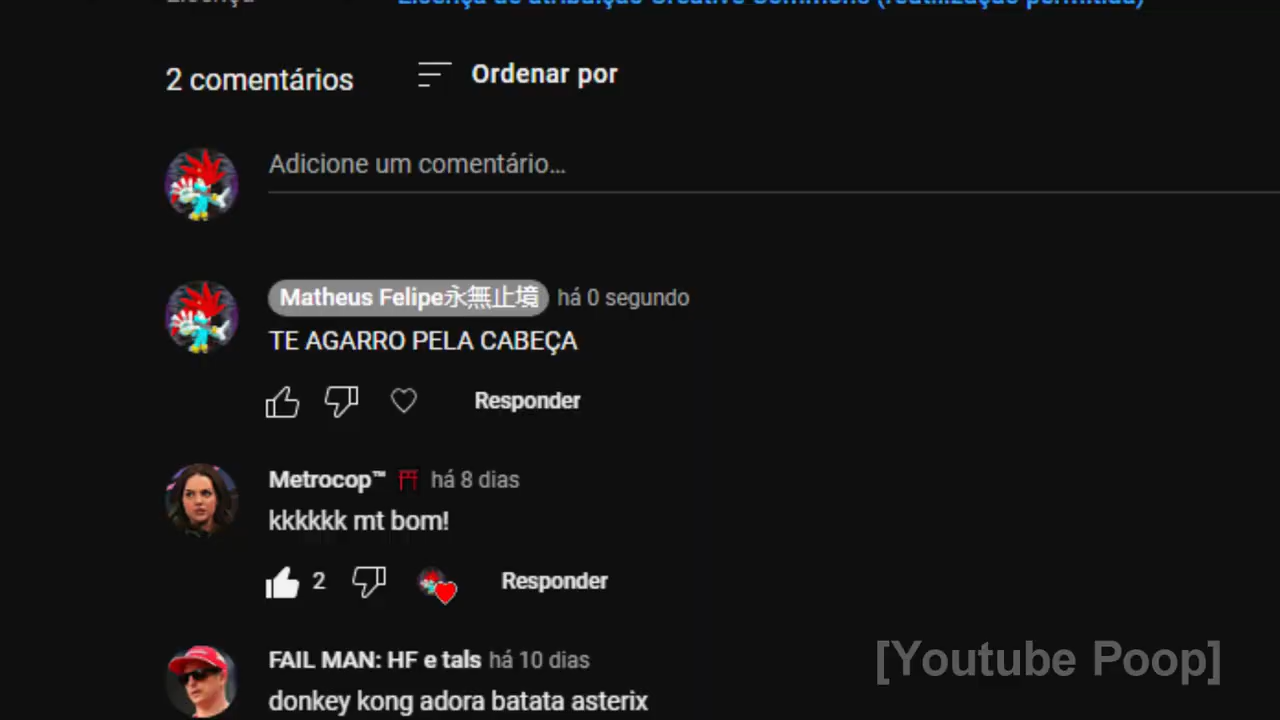 Licença Licença de atribuição Creative Commons (reutilização permitida)
2 comentários Ordenar por
Adicione um comentário...
Matheus Felipe永無止境 há 0 segundo
TE AGARRO PELA CABEÇA
Responder
Metrocop™ há 8 dias
kkkkkk mt bom!
2 Responder
FAIL MAN: HF e tals há 10 dias
donkey kong adora batata asterix
[Youtube Poop]